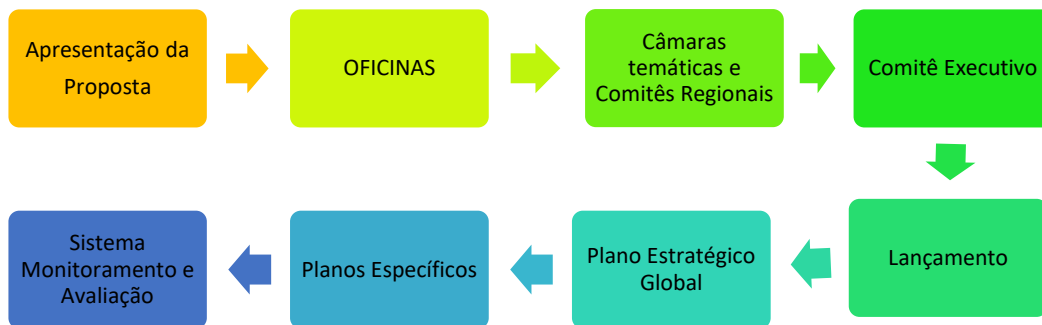 Apresentação da
Proposta
OFICINAS
Câmaras
temáticas e
Comitês Regionais
Comitê Executivo
Lançamento
Plano Estratégico
Global
Planos Específicos
Sistema
Monitoramento e
Avaliação